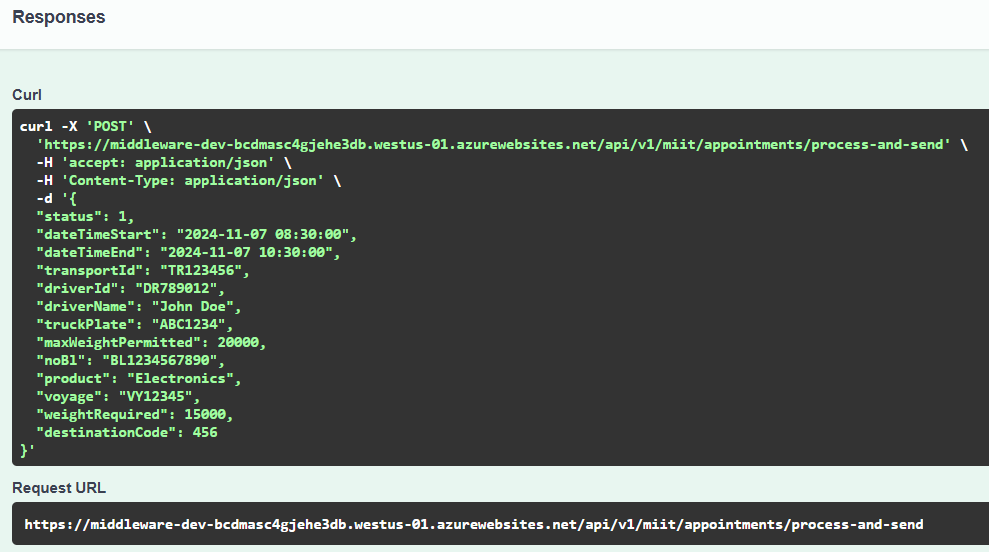 Responses
Curl
curl -X 'POST' \
'https://middleware-dev-bcdmasc4gjehe3db.westus-01.azurewebsites.net/api/v1/miit/appointments/process-and-send' \
-H 'accept: application/json' \
-H 'Content-Type: application/json' \
-d '{
"status": 1,
"dateTimeStart": "2024-11-07 08:30:00",
"dateTimeEnd": "2024-11-07 10:30:00",
"transportId": "TR123456",
"driverId": "DR789012",
"driverName": "John Doe",
"truckPlate": "ABC1234",
"maxWeightPermitted": 20000,
"noBl": "BL1234567890",
"product": "Electronics",
"voyage": "VY12345",
"weightRequired": 15000,
"destinationCode": 456
}'
Request URL
https://middleware-dev-bcdmasc4gjehe3db.westus-01.azurewebsites.net/api/v1/miit/appointments/process-and-send